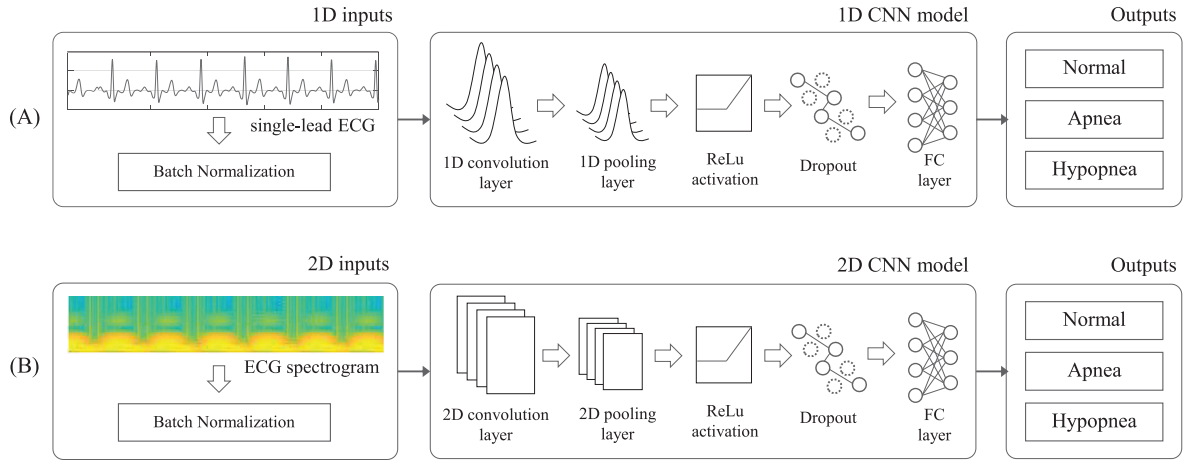 1D inputs
1D CNN model
Outputs
(A)
single-lead ECG
Batch Normalization
1D convolution
layer
1D pooling
layer
ReLu
activation
Dropout
FC
layer
Normal
Apnea
Hypopnea
2D inputs
2D CNN model
Outputs
(B)
ECG spectrogram
Batch Normalization
2D convolution
layer
2D pooling
layer
ReLu
activation
Dropout
FC
layer
Normal
Apnea
Hypopnea